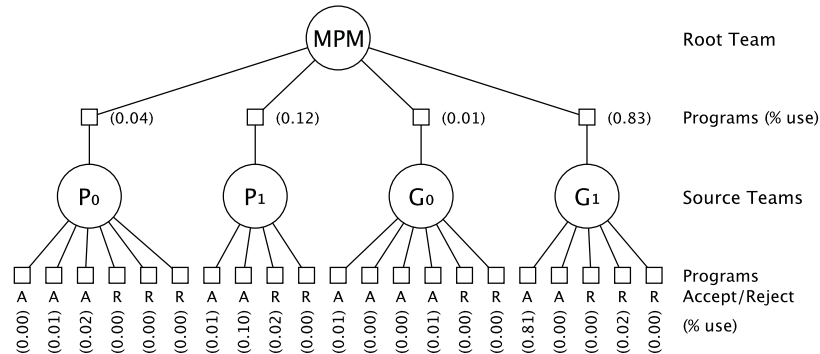 MPM Root Team
(0.04) (0.12) (0.01) (0.83) Programs (% use)
P0 P1 G0 G1 Source Teams
Programs
A A A R R R A A R R A A A A R R A A R R R Accept/Reject
(0.00) (0.01) (0.02) (0.00) (0.00) (0.00) (0.01) (0.10) (0.02) (0.00) (0.01) (0.00) (0.00) (0.01) (0.00) (0.00) (0.81) (0.00) (0.00) (0.02) (0.00) (% use)